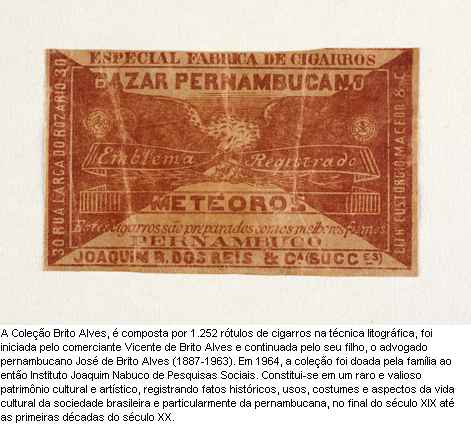 ESPECIAL FABRICA DE CIGARROS
BAZAR PERNAMBUCANO
30 RUA LARGA DO ROZARIO 30
Emblema Registrado
METEÓROS
Estes cigarros são preparados com os melhores fumos
PERNAMBUCO
JOAQUIM B. DOS REIS & Cª (SUCCES)
LITH CUSTODIO MACEDO & C.
A Coleção Brito Alves, é composta por 1.252 rótulos de cigarros na técnica litográfica, foi
iniciada pelo comerciante Vicente de Brito Alves e continuada pelo seu filho, o advogado
pernambucano José de Brito Alves (1887-1963). Em 1964, a coleção foi doada pela família ao
então Instituto Joaquim Nabuco de Pesquisas Sociais. Constitui-se em um raro e valioso
patrimônio cultural e artístico, registrando fatos históricos, usos, costumes e aspectos da vida
cultural da sociedade brasileira e particularmente da pernambucana, no final do século XIX até
as primeiras décadas do século XX.